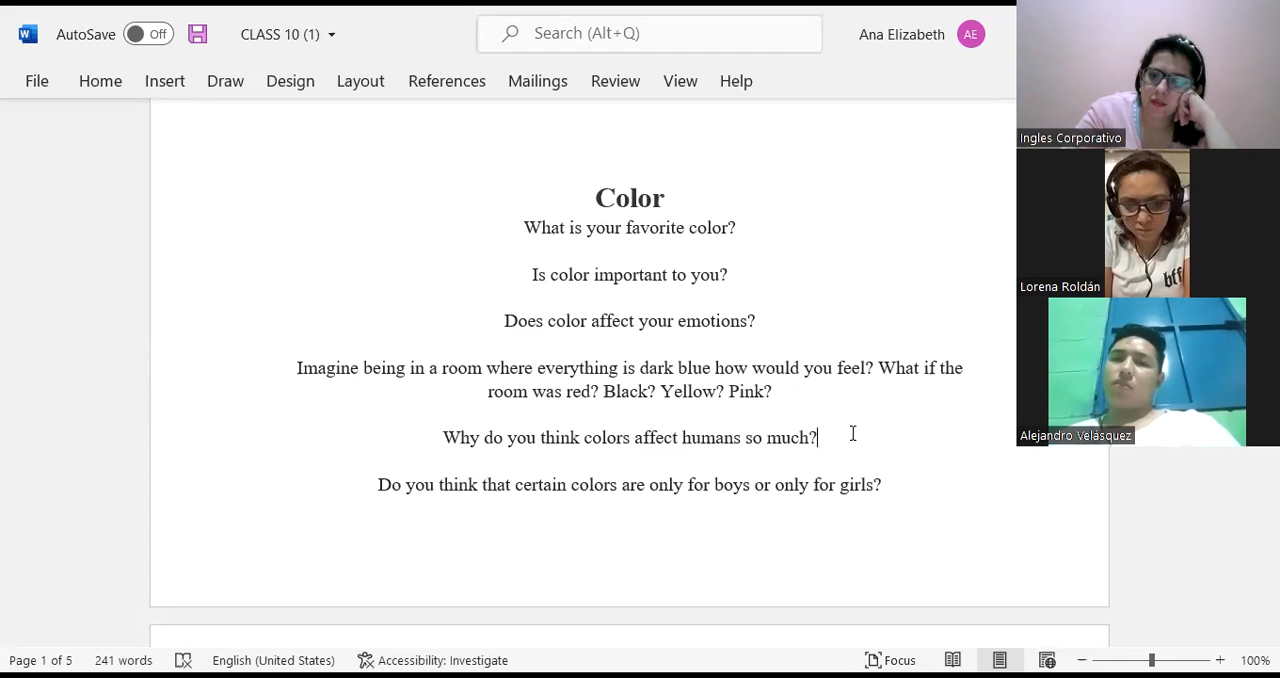 AutoSave Off CLASS 10 (1) Search (Alt+Q) Ana Elizabeth AE
File Home Insert Draw Design Layout References Mailings Review View Help
Ingles Corporativo
bff
Lorena Roldán
Alejandro Velásquez
Color
What is your favorite color?
Is color important to you?
Does color affect your emotions?
Imagine being in a room where everything is dark blue how would you feel? What if the
room was red? Black? Yellow? Pink?
Why do you think colors affect humans so much?
Do you think that certain colors are only for boys or only for girls?
Page 1 of 5 241 words English (United States) Accessibility: Investigate Focus 100%